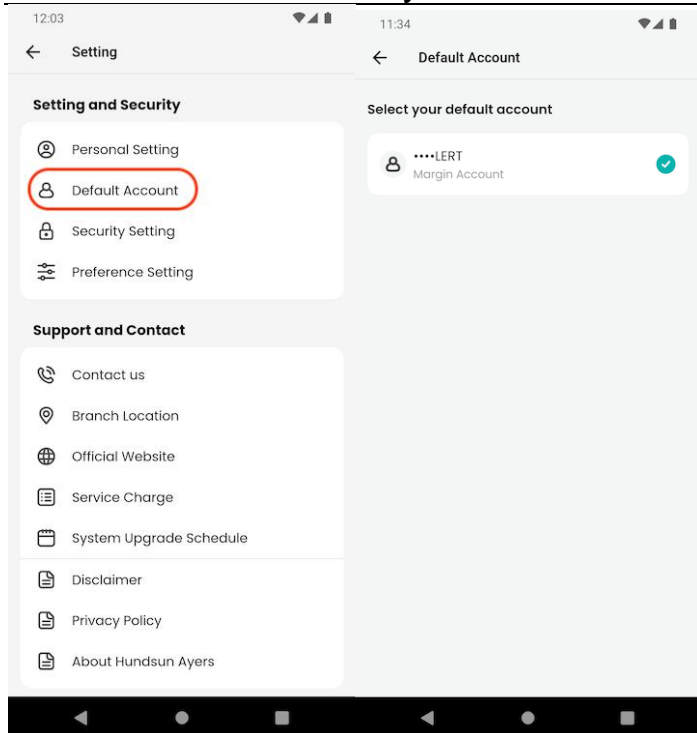 12:03
Setting
Setting and Security
Personal Setting
Default Account
Security Setting
Preference Setting
Support and Contact
Contact us
Branch Location
Official Website
Service Charge
System Upgrade Schedule
Disclaimer
Privacy Policy
About Hundsun Ayers
11:34
Default Account
Select your default account
••••LERT
Margin Account